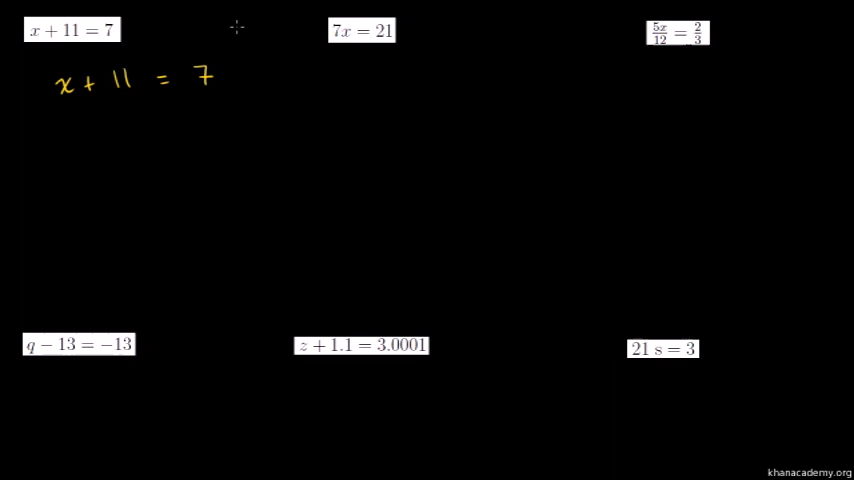 x + 11 = 7
7x = 21
5x/12 = 2/3
x + 11 = 7
q − 13 = −13
z + 1.1 = 3.0001
21 s = 3
khanacademy.org